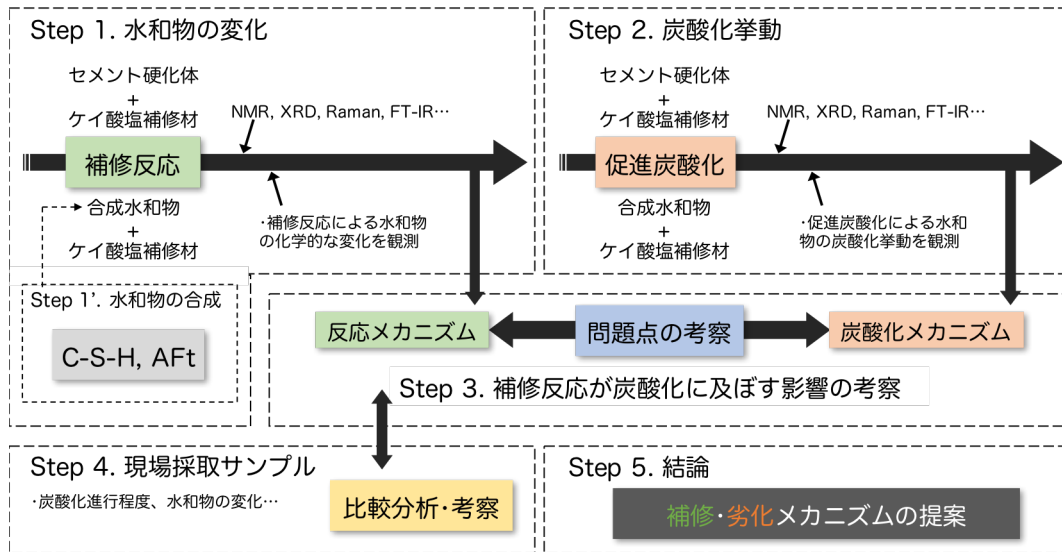 Step 1. 水和物の変化
セメント硬化体
+
ケイ酸塩補修材
NMR, XRD, Raman, FT-IR…
補修反応
合成水和物
+
ケイ酸塩補修材
·補修反応による水和物
の化学的な変化を観測
Step 1'. 水和物の合成
C-S-H, AFt
Step 2. 炭酸化挙動
セメント硬化体
+
ケイ酸塩補修材
NMR, XRD, Raman, FT-IR…
促進炭酸化
合成水和物
+
ケイ酸塩補修材
·促進炭酸化による水和
物の炭酸化挙動を観測
反応メカニズム
問題点の考察
炭酸化メカニズム
Step 3. 補修反応が炭酸化に及ぼす影響の考察
Step 4. 現場採取サンプル
·炭酸化進行程度、水和物の変化…
比較分析·考察
Step 5. 結論
補修·劣化メカニズムの提案